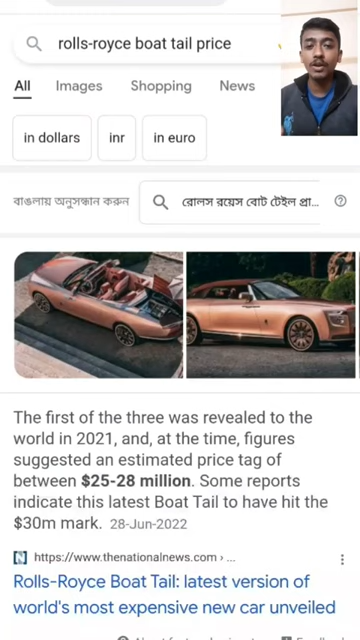 rolls-royce boat tail price
All Images Shopping News
in dollars inr in euro
বাঙলায় অনুসন্ধান করুন রোলস রয়েস বোট টেইল প্রা...
The first of the three was revealed to the
world in 2021, and, at the time, figures
suggested an estimated price tag of
between $25-28 million. Some reports
indicate this latest Boat Tail to have hit the
$30m mark. 28-Jun-2022
N https://www.thenationalnews.com › ...
Rolls-Royce Boat Tail: latest version of
world's most expensive new car unveiled